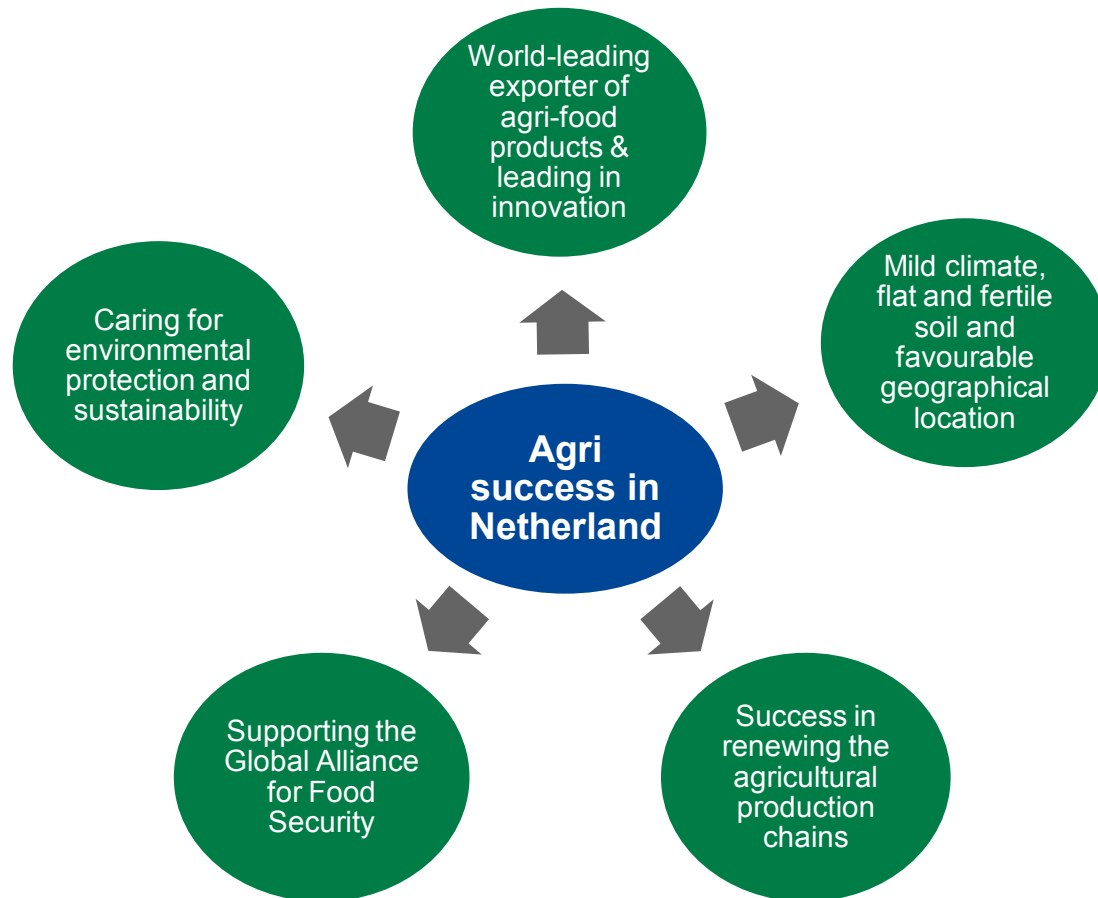 World-leading
exporter of
agri-food
products &
leading in
innovation
Mild climate,
flat and fertile
soil and
favourable
geographical
location
Caring for
environmental
protection and
sustainability
Agri
success in
Netherland
Supporting the
Global Alliance
for Food
Security
Success in
renewing the
agricultural
production
chains